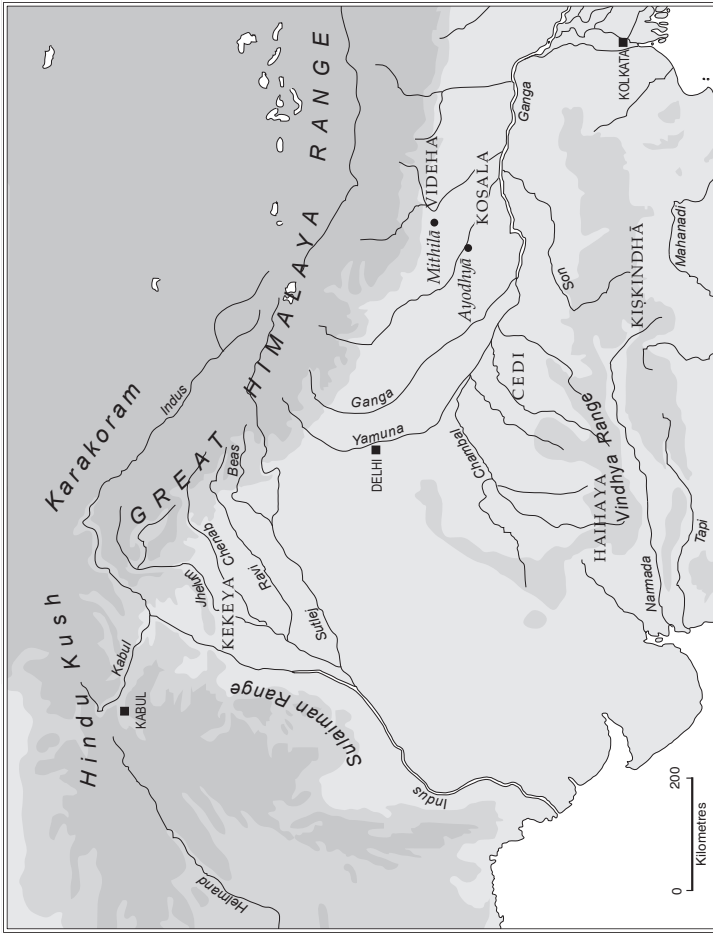 Hindu Kush
Karakoram
GREAT HIMALAYA RANGE
Kabul
KABUL
Helmand
Sulaiman Range
Indus
Indus
Jhelum
Chenab
KEKEYA
Ravi
Beas
Sutlej
DELHI
Yamuna
Ganga
Chambal
Mithilā
VIDEHA
Ayodhyā
KOSALA
Ganga
KOLKATA
CEDI
Son
HAIHAYA
Vindhya Range
KIṢKINDHĀ
Mahanadi
Narmada
Tapi
0
200
Kilometres